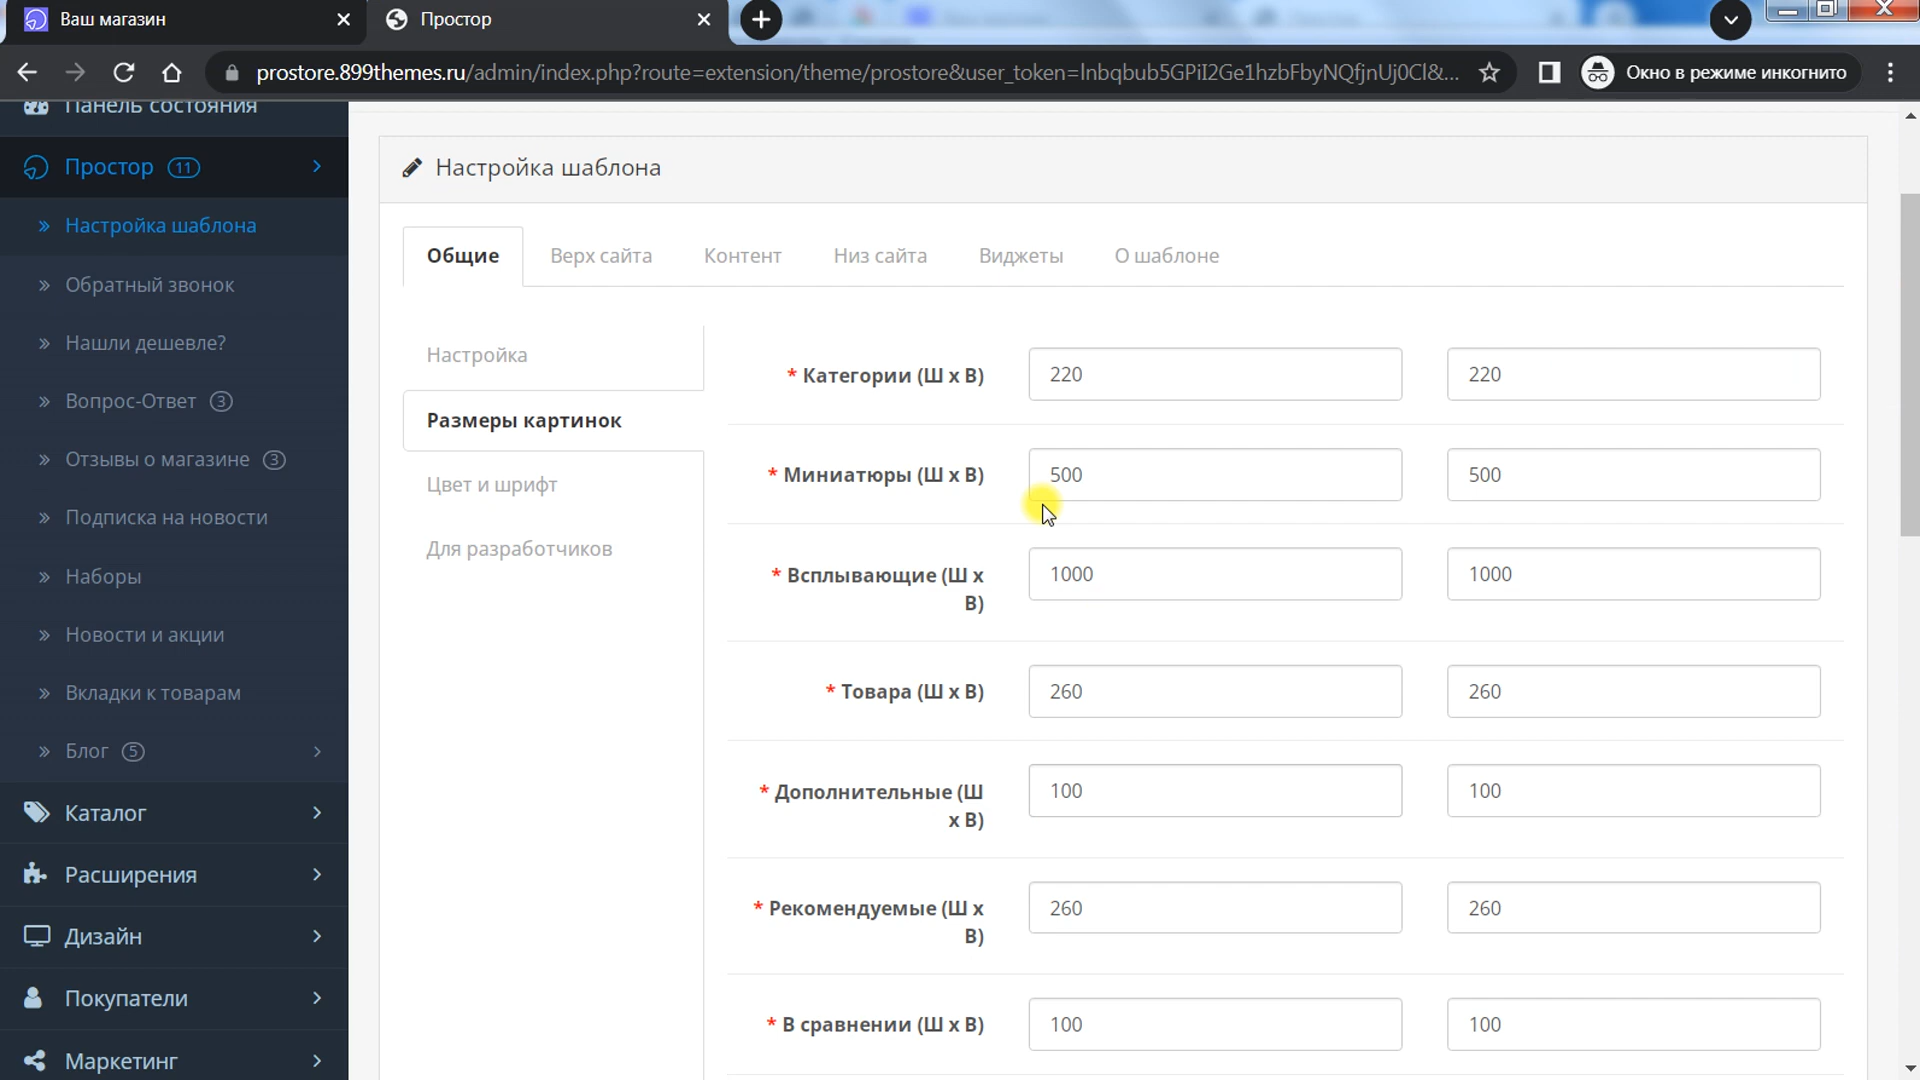 Ваш магазин
Простор
prostore.899themes.ru/admin/index.php?route=extension/theme/prostore&user_token=lnbqbub5GPiI2Ge1hzbFbyNQfjnUj0Cl&...
Окно в режиме инкогнито
Панель состояния
Простор 11
Настройка шаблона
Обратный звонок
Нашли дешевле?
Вопрос-Ответ 3
Отзывы о магазине 3
Подписка на новости
Наборы
Новости и акции
Вкладки к товарам
Блог 5
Каталог
Расширения
Дизайн
Покупатели
Маркетинг
Настройка шаблона
Общие Верх сайта Контент Низ сайта Виджеты О шаблоне
Настройка
Размеры картинок
Цвет и шрифт
Для разработчиков
* Категории (Ш x В) 220 220
* Миниатюры (Ш x В) 500 500
* Всплывающие (Ш x
В) 1000 1000
* Товара (Ш x В) 260 260
* Дополнительные (Ш
x В) 100 100
* Рекомендуемые (Ш x
В) 260 260
* В сравнении (Ш x В) 100 100